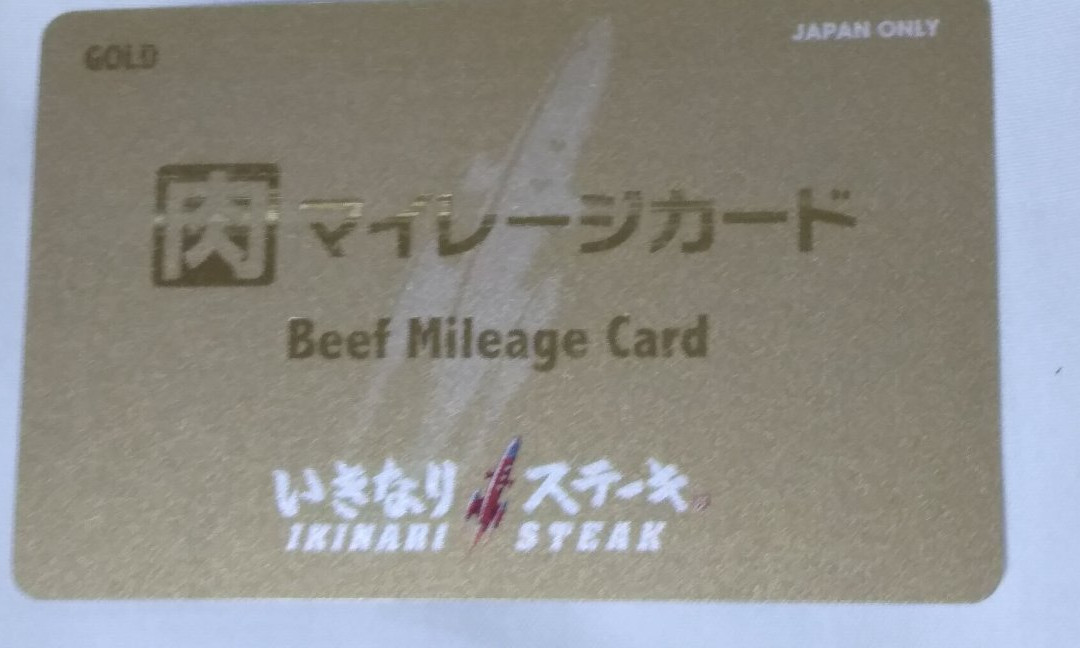 GOLD
JAPAN ONLY
肉マイレージカード
Beef Mileage Card
いきなりステーキ
IKINARI STEAK